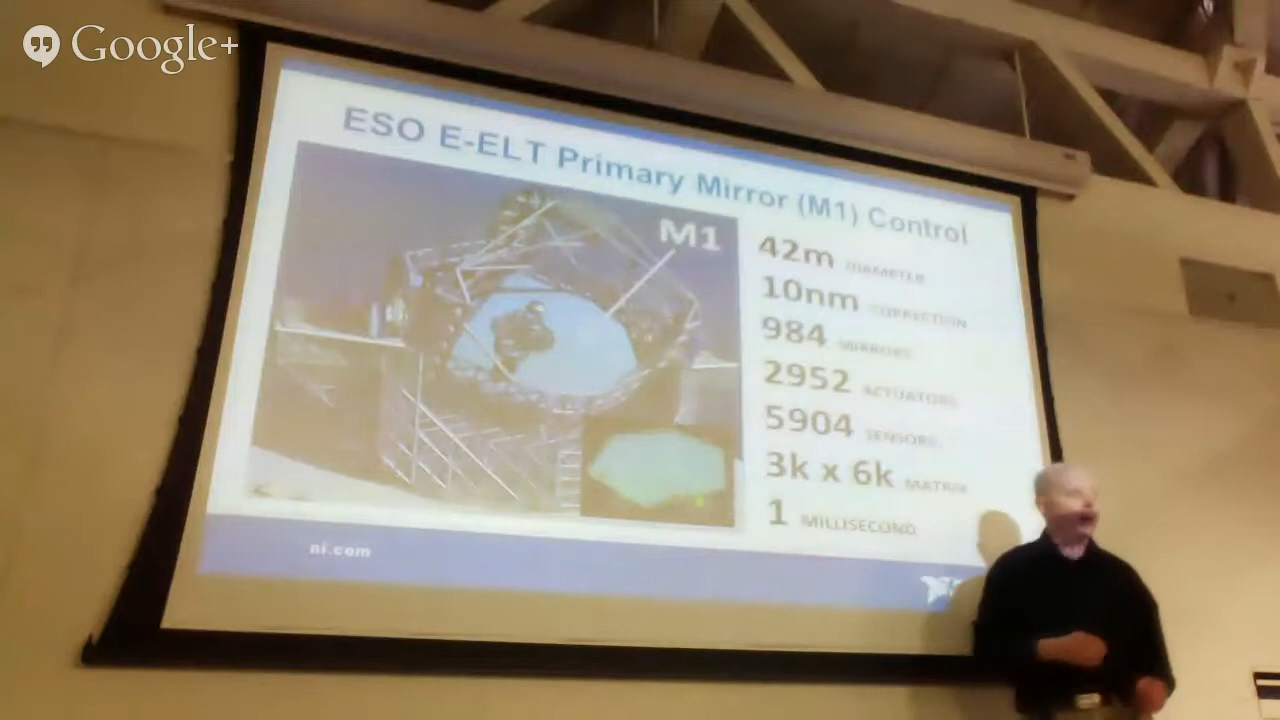 Google+
ESO E-ELT Primary Mirror (M1) Control
M1
42m DIAMETER
10nm CORRECTION
984 MIRRORS
2952 ACTUATORS
5904 SENSORS
3k x 6k MATRIX
1 MILLISECOND
ni.com